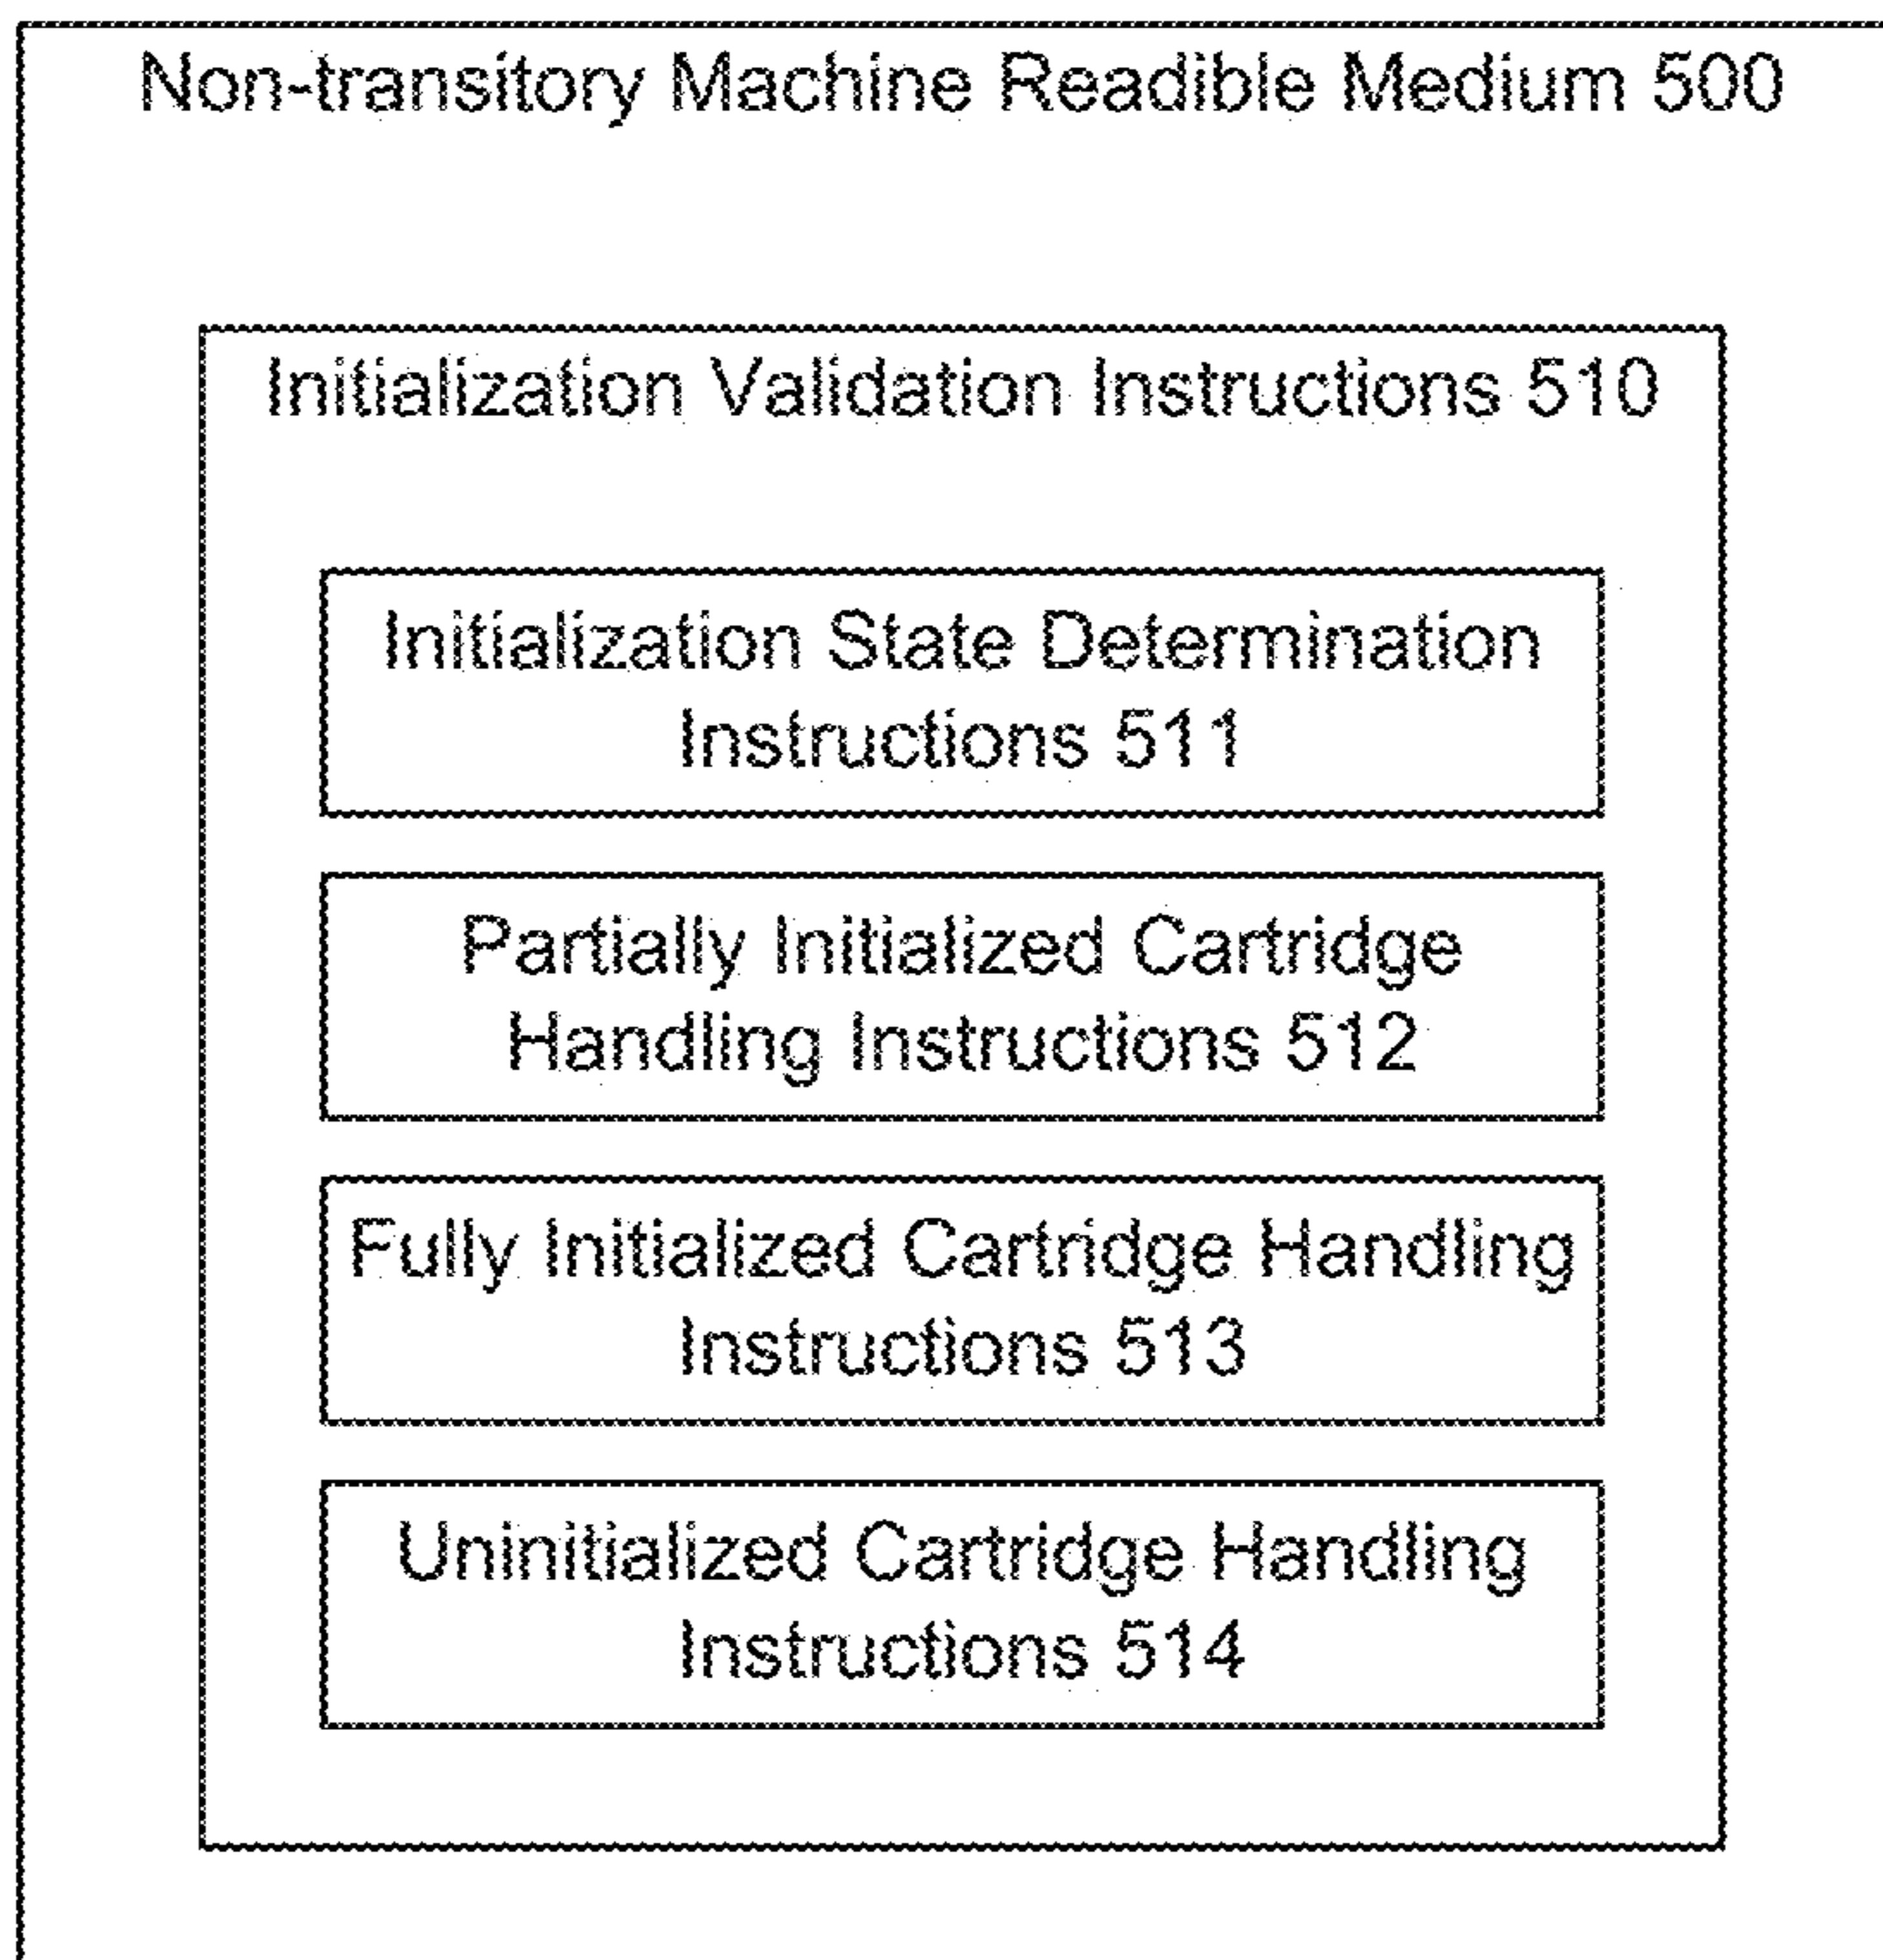 Non-transitory Machine Readible Medium 500
Initialization Validation Instructions 510
Initialization State Determination
Instructions 511
Partially Initialized Cartridge
Handling Instructions 512
Fully Initialized Cartridge Handling
Instructions 513
Uninitialized Cartridge Handling
Instructions 514